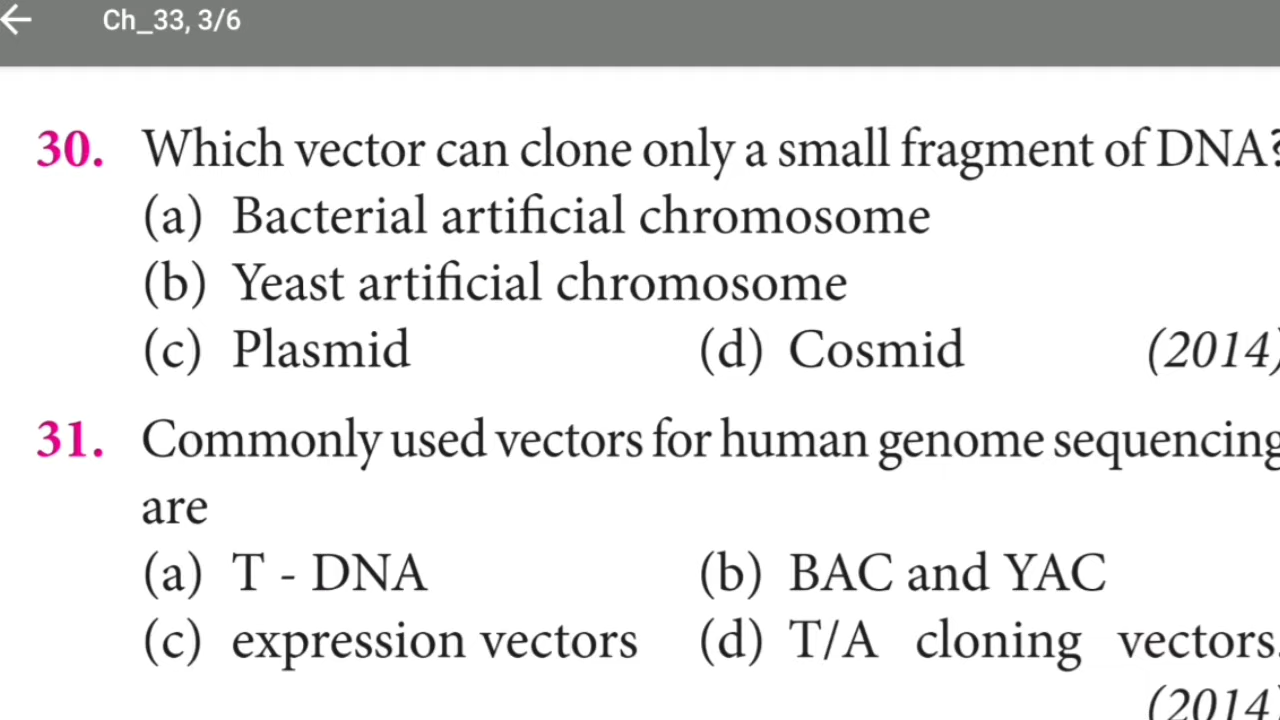 Ch_33, 3/6
30. Which vector can clone only a small fragment of DNA?
(a) Bacterial artificial chromosome
(b) Yeast artificial chromosome
(c) Plasmid (d) Cosmid (2014)
31. Commonly used vectors for human genome sequencing
are
(a) T - DNA (b) BAC and YAC
(c) expression vectors (d) T/A cloning vectors.
(2014)